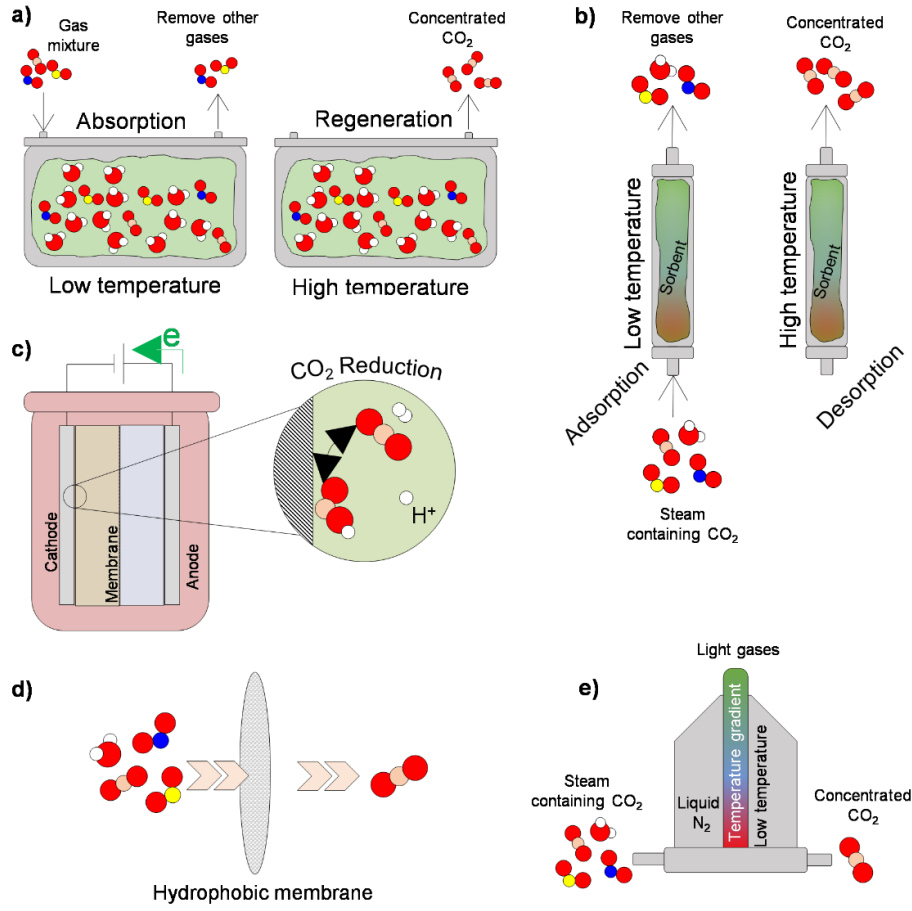 a)
Gas
mixture
Remove other
gases
Concentrated
CO₂
Absorption
Regeneration
Low temperature
High temperature
b)
Remove other
gases
Concentrated
CO₂
Low temperature
Sorbent
High temperature
Sorbent
Adsorption
Desorption
Steam
containing CO₂
c)
e
CO₂ Reduction
H⁺
Cathode
Membrane
Anode
d)
Hydrophobic membrane
e)
Light gases
Steam
containing CO₂
Liquid
N₂
Temperature gradient
Low temperature
Concentrated
CO₂